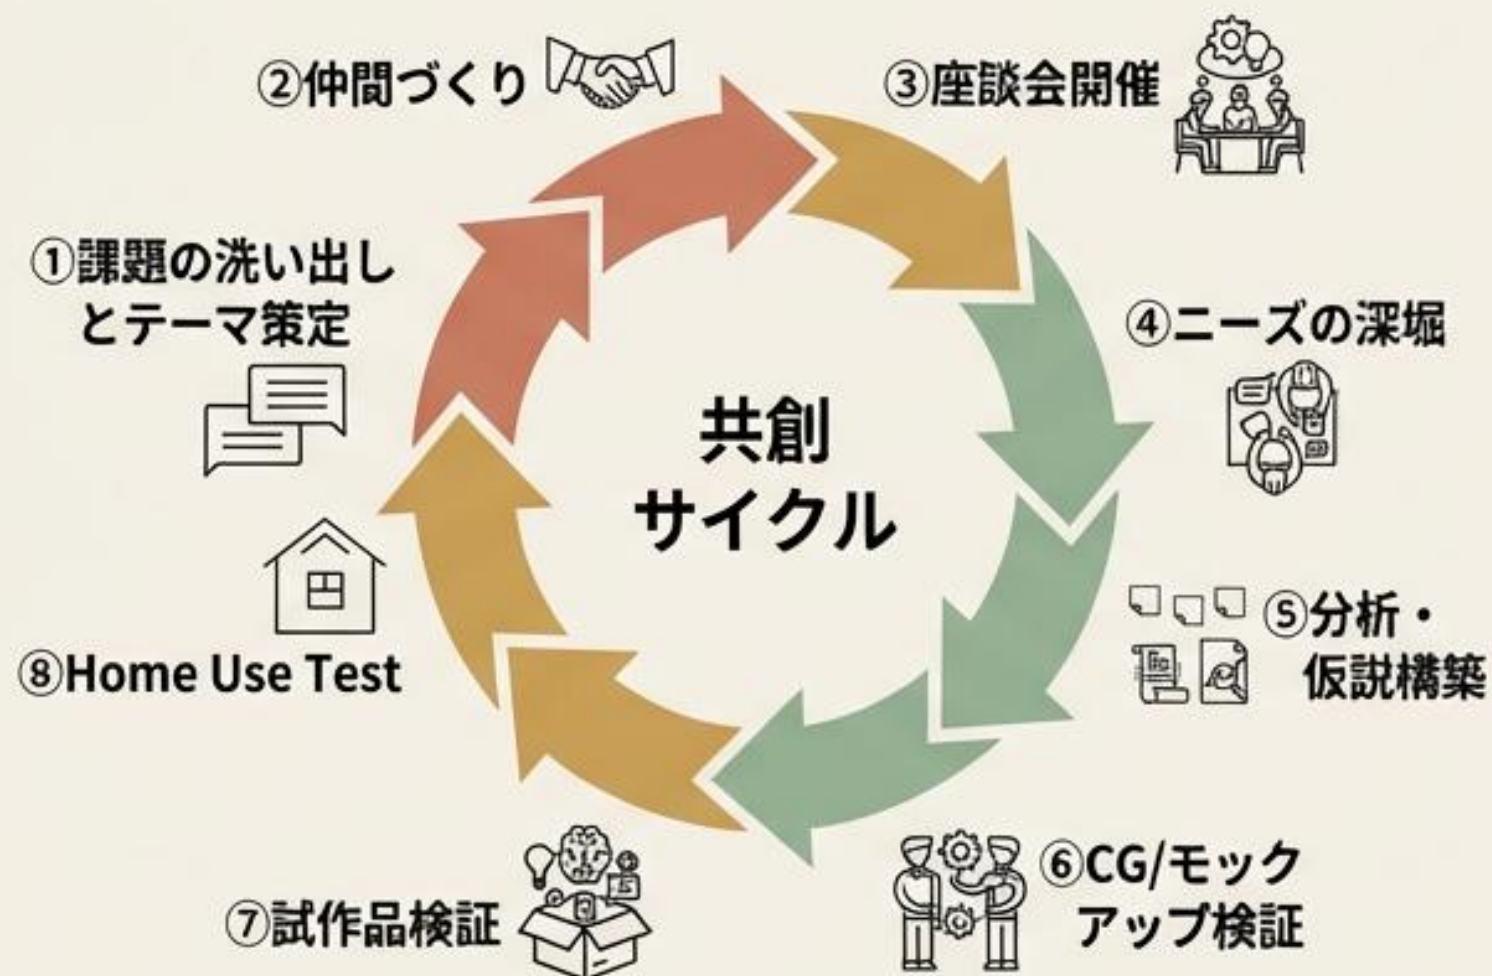 ②仲間づくり
③座談会開催
①課題の洗い出し
とテーマ策定
④ニーズの深堀
共創
サイクル
⑤分析・
仮説構築
⑧Home Use Test
⑥CG/モック
アップ検証
⑦試作品検証